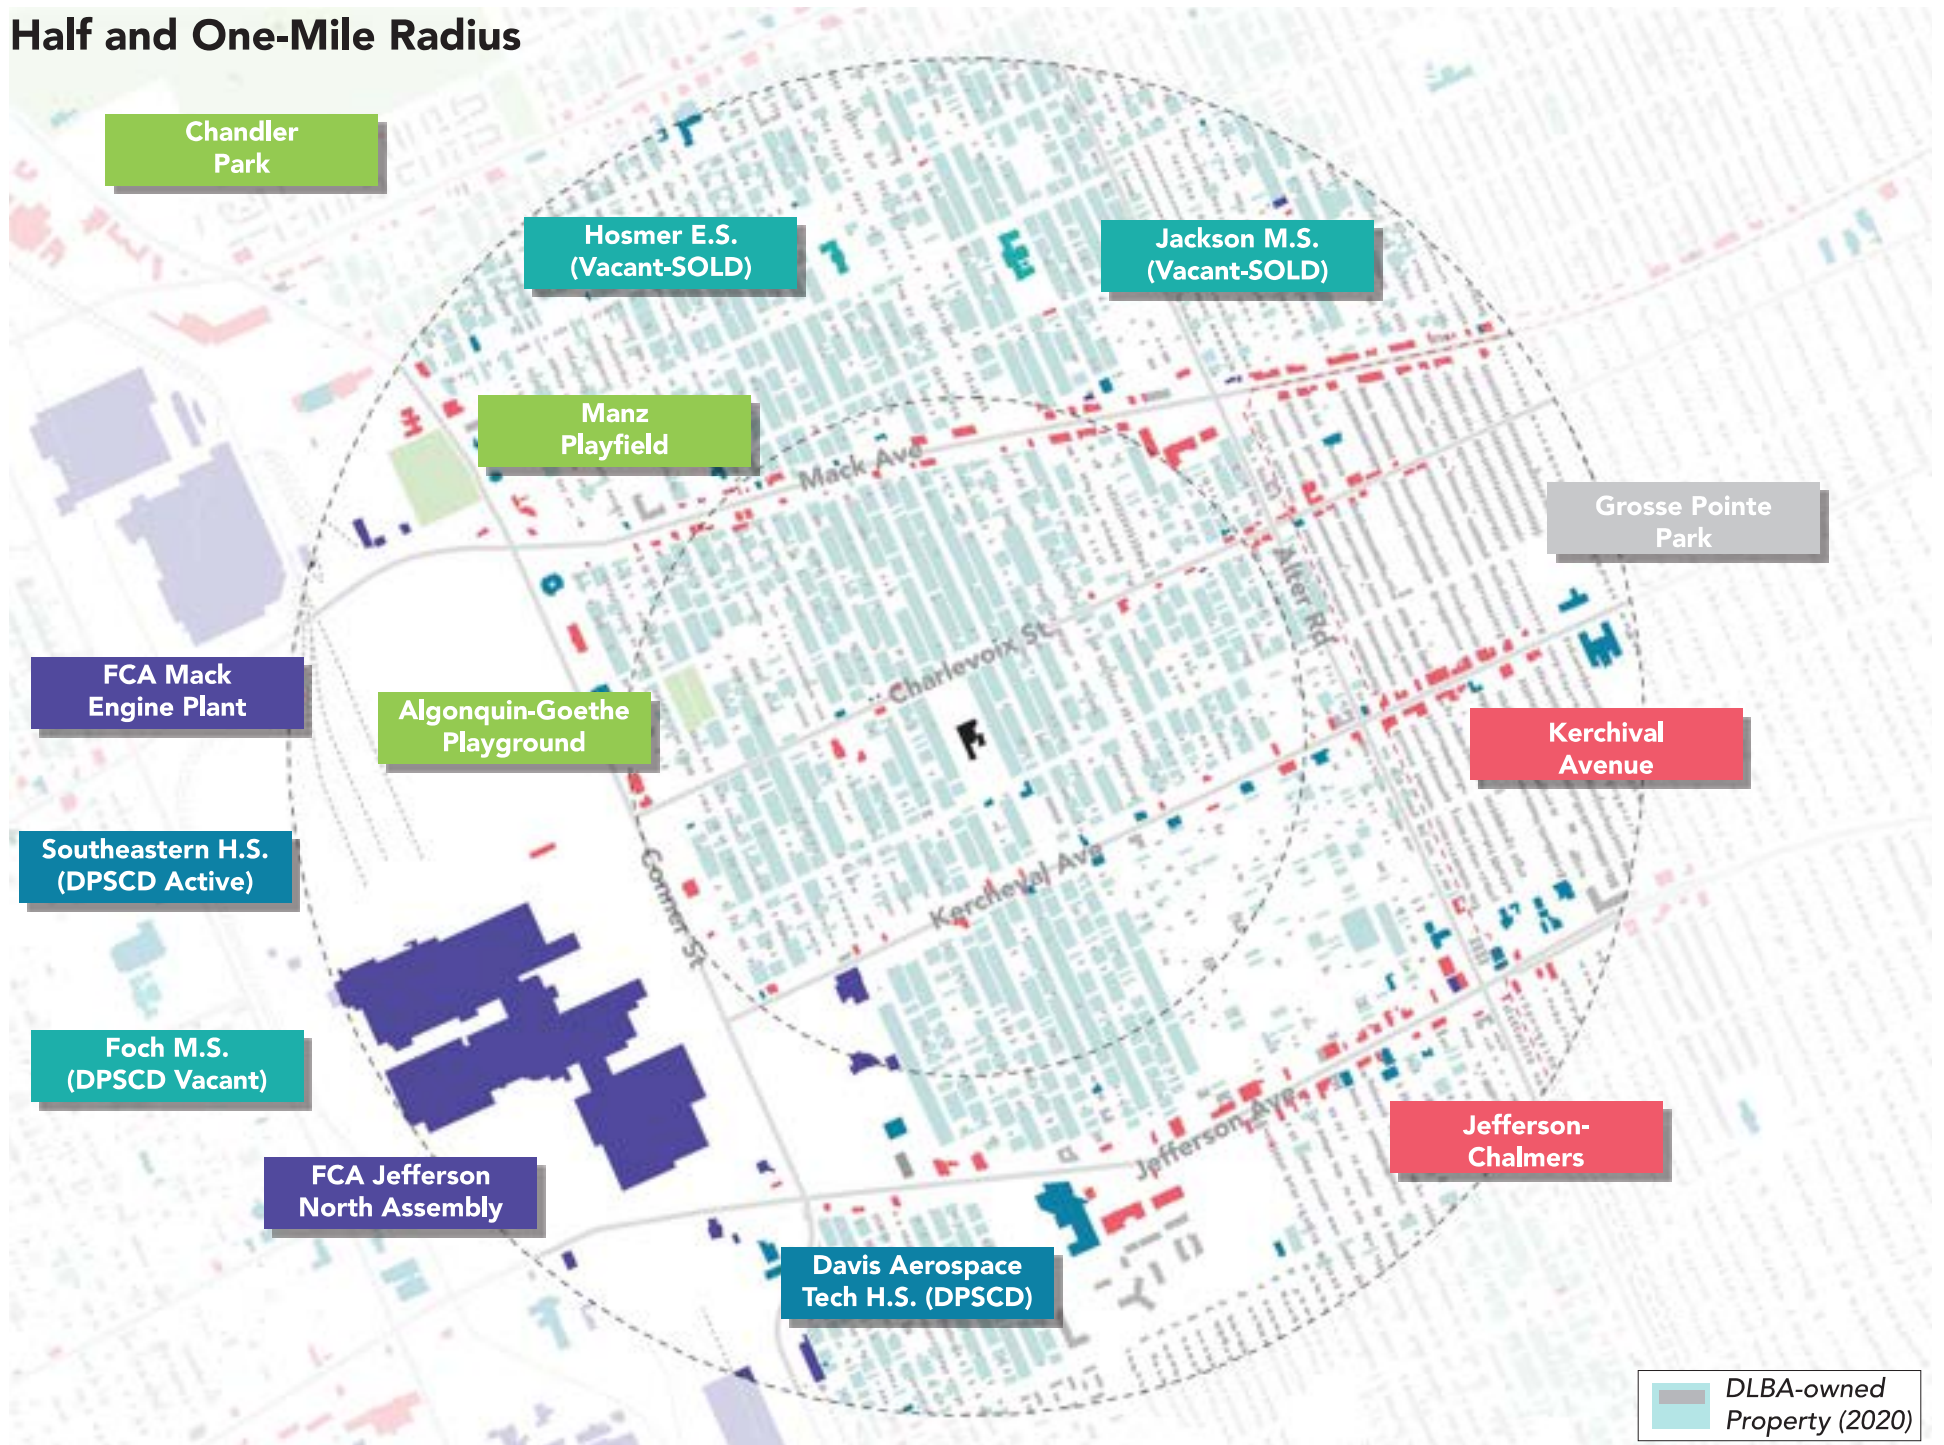 Half and One-Mile Radius
Chandler
Park
Hosmer E.S.
(Vacant-SOLD)
Jackson M.S.
(Vacant-SOLD)
Manz
Playfield
Mack Ave
Grosse Pointe
Park
Alter Rd
FCA Mack
Engine Plant
Algonquin-Goethe
Playground
Charlevoix St
Kerchival
Avenue
Southeastern H.S.
(DPSCD Active)
Conner St
Kercheval Ave
Foch M.S.
(DPSCD Vacant)
FCA Jefferson
North Assembly
Jefferson Ave
Jefferson-
Chalmers
Davis Aerospace
Tech H.S. (DPSCD)
DLBA-owned
Property (2020)